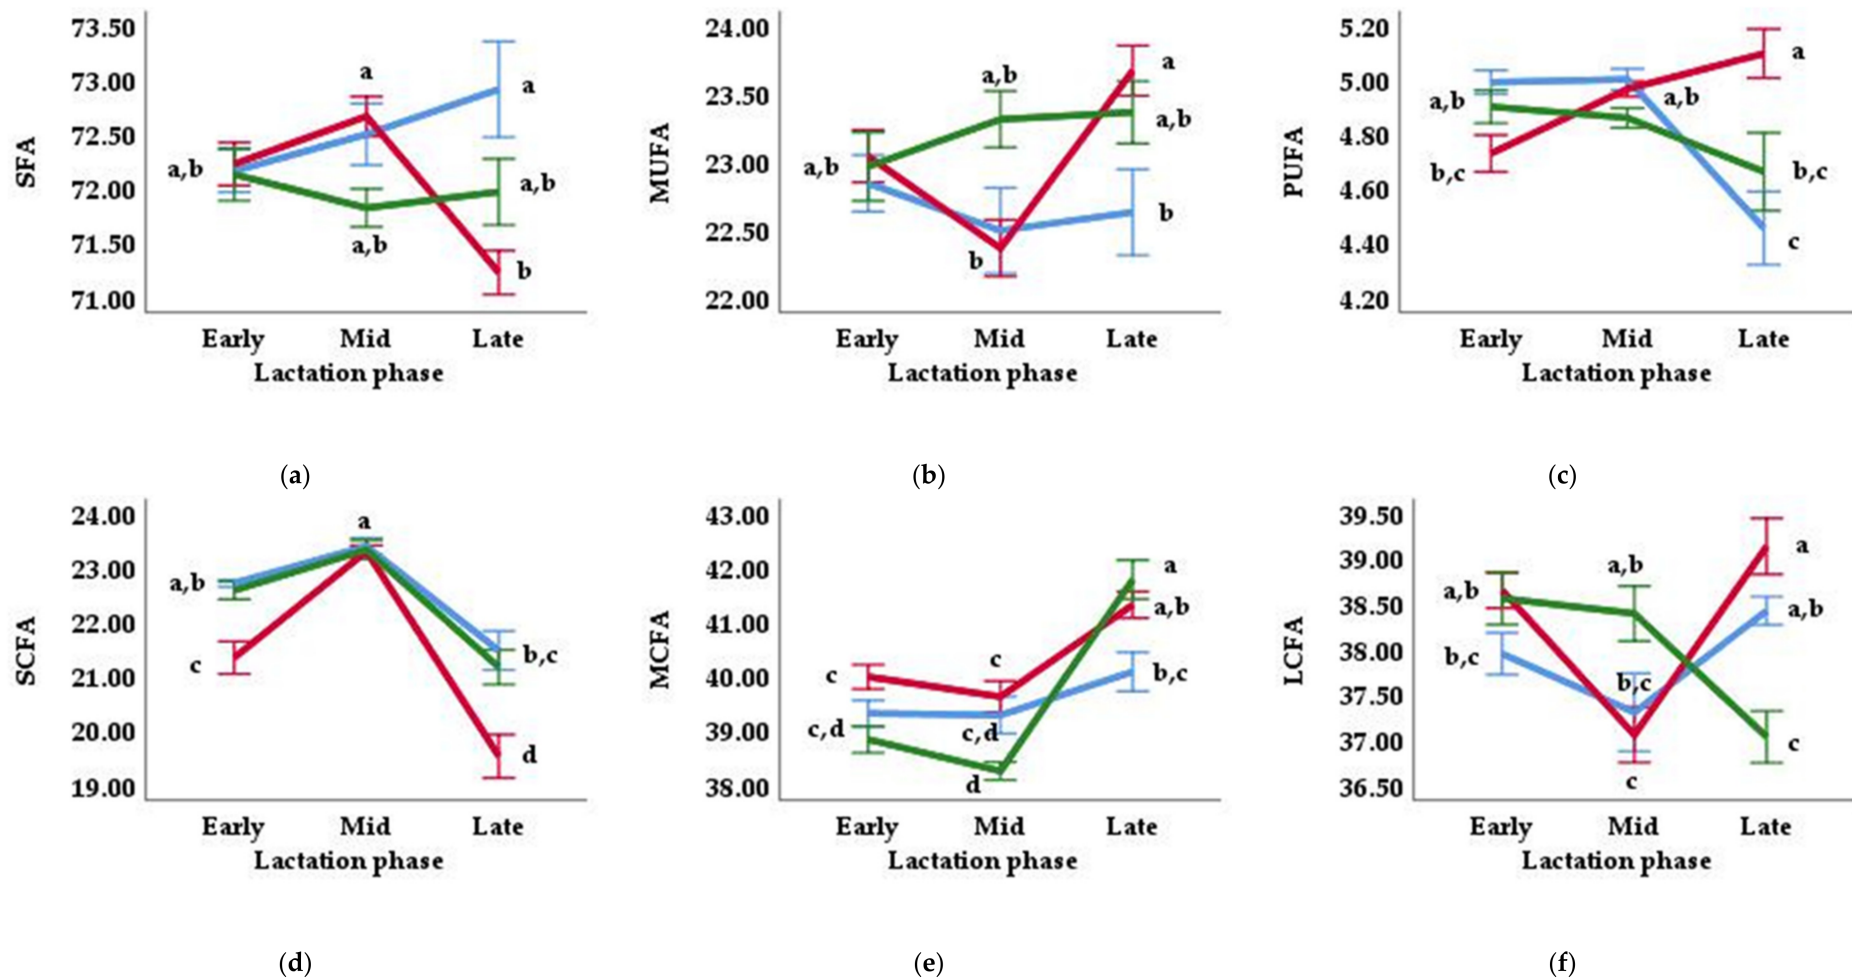 SFA
73.50
73.00
72.50
72.00
71.50
71.00
a,b
a
a,b
a
a,b
b
Early Mid Late
Lactation phase
(a)
MUFA
24.00
23.50
23.00
22.50
22.00
a,b
a,b
b
a
a,b
b
Early Mid Late
Lactation phase
(b)
PUFA
5.20
5.00
4.80
4.60
4.40
4.20
a,b
b,c
a,b
a
b,c
c
Early Mid Late
Lactation phase
(c)
SCFA
24.00
23.00
22.00
21.00
20.00
19.00
a,b
c
a
b,c
d
Early Mid Late
Lactation phase
(d)
MCFA
43.00
42.00
41.00
40.00
39.00
38.00
c
c,d
c
c,d
d
a
a,b
b,c
Early Mid Late
Lactation phase
(e)
LCFA
39.50
39.00
38.50
38.00
37.50
37.00
36.50
a,b
b,c
a,b
b,c
c
a
a,b
c
Early Mid Late
Lactation phase
(f)